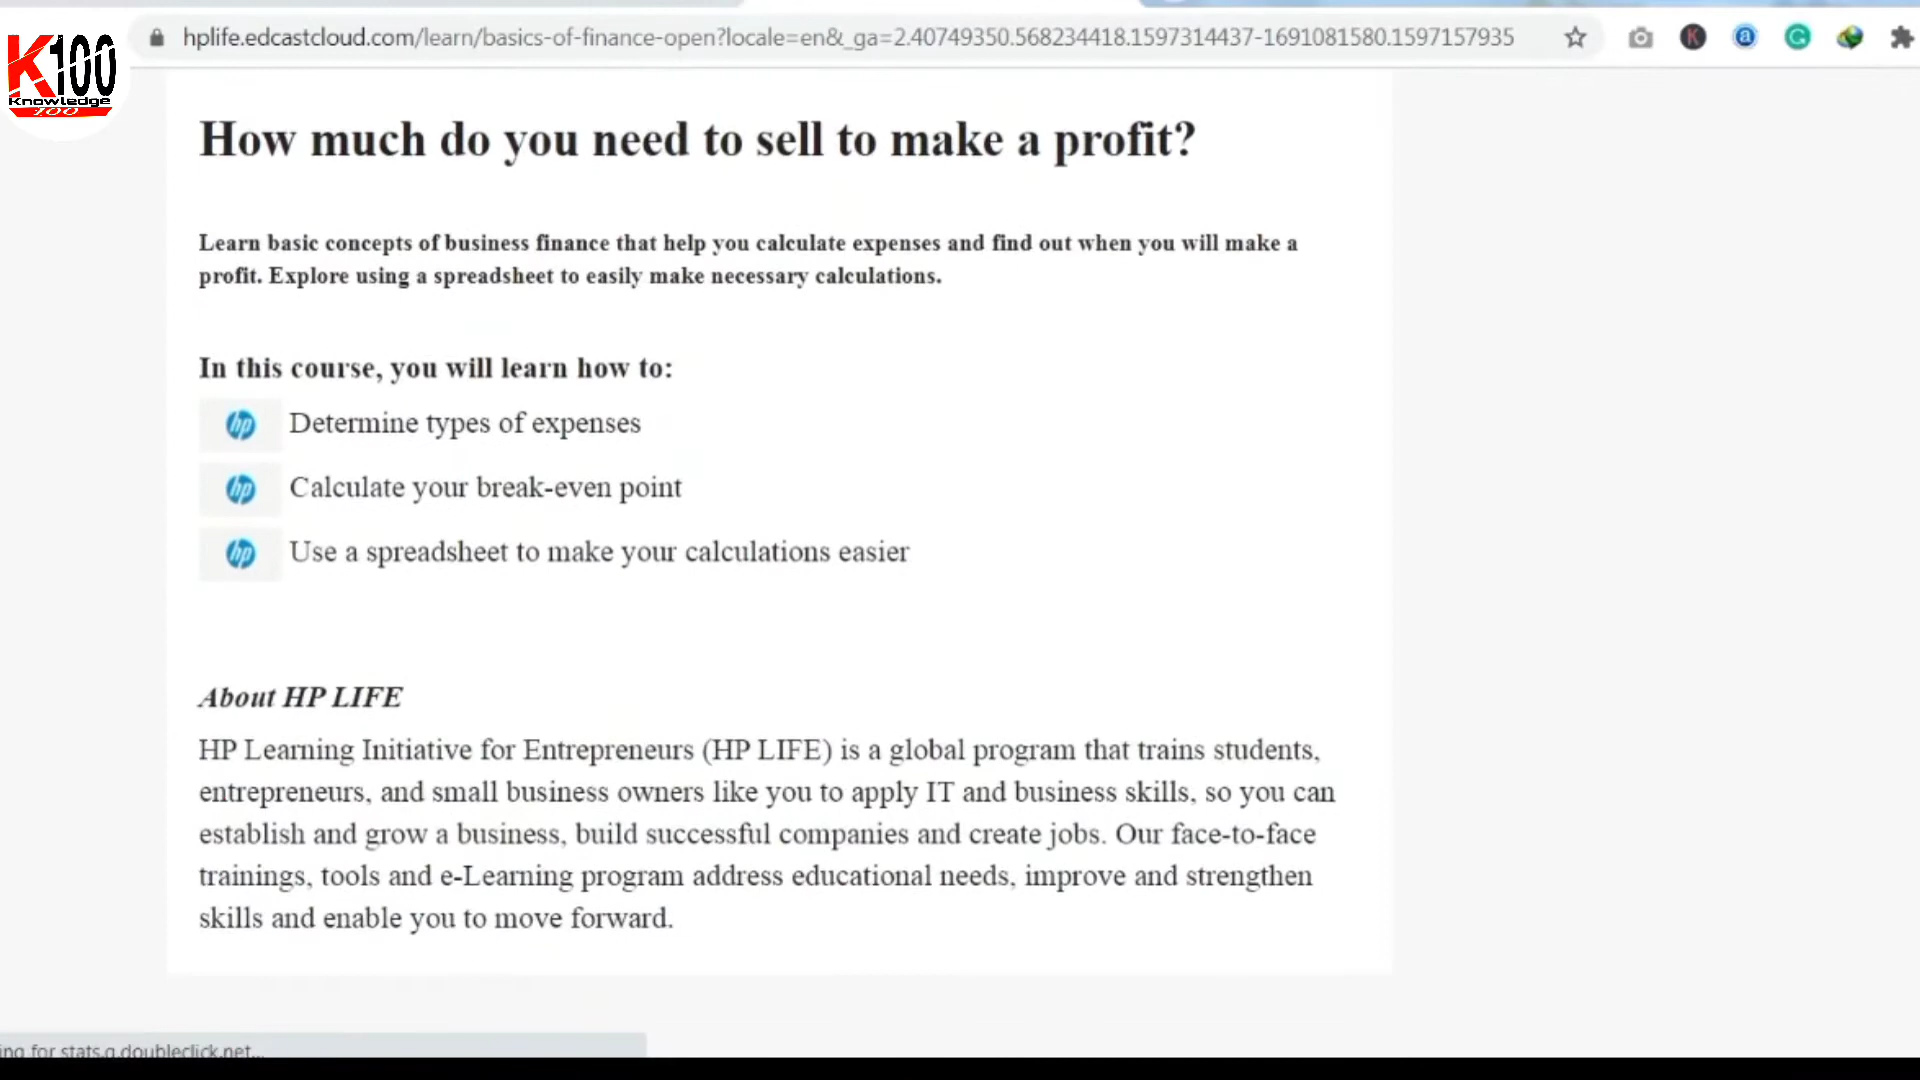 hplife.edcastcloud.com/learn/basics-of-finance-open?locale=en&_ga=2.40749350.568234418.1597314437-1691081580.1597157935
K100
Knowledge
100
How much do you need to sell to make a profit?
Learn basic concepts of business finance that help you calculate expenses and find out when you will make a
profit. Explore using a spreadsheet to easily make necessary calculations.
In this course, you will learn how to:
hp Determine types of expenses
hp Calculate your break-even point
hp Use a spreadsheet to make your calculations easier
About HP LIFE
HP Learning Initiative for Entrepreneurs (HP LIFE) is a global program that trains students,
entrepreneurs, and small business owners like you to apply IT and business skills, so you can
establish and grow a business, build successful companies and create jobs. Our face-to-face
trainings, tools and e-Learning program address educational needs, improve and strengthen
skills and enable you to move forward.
ing for stats.g.doubleclick.net...